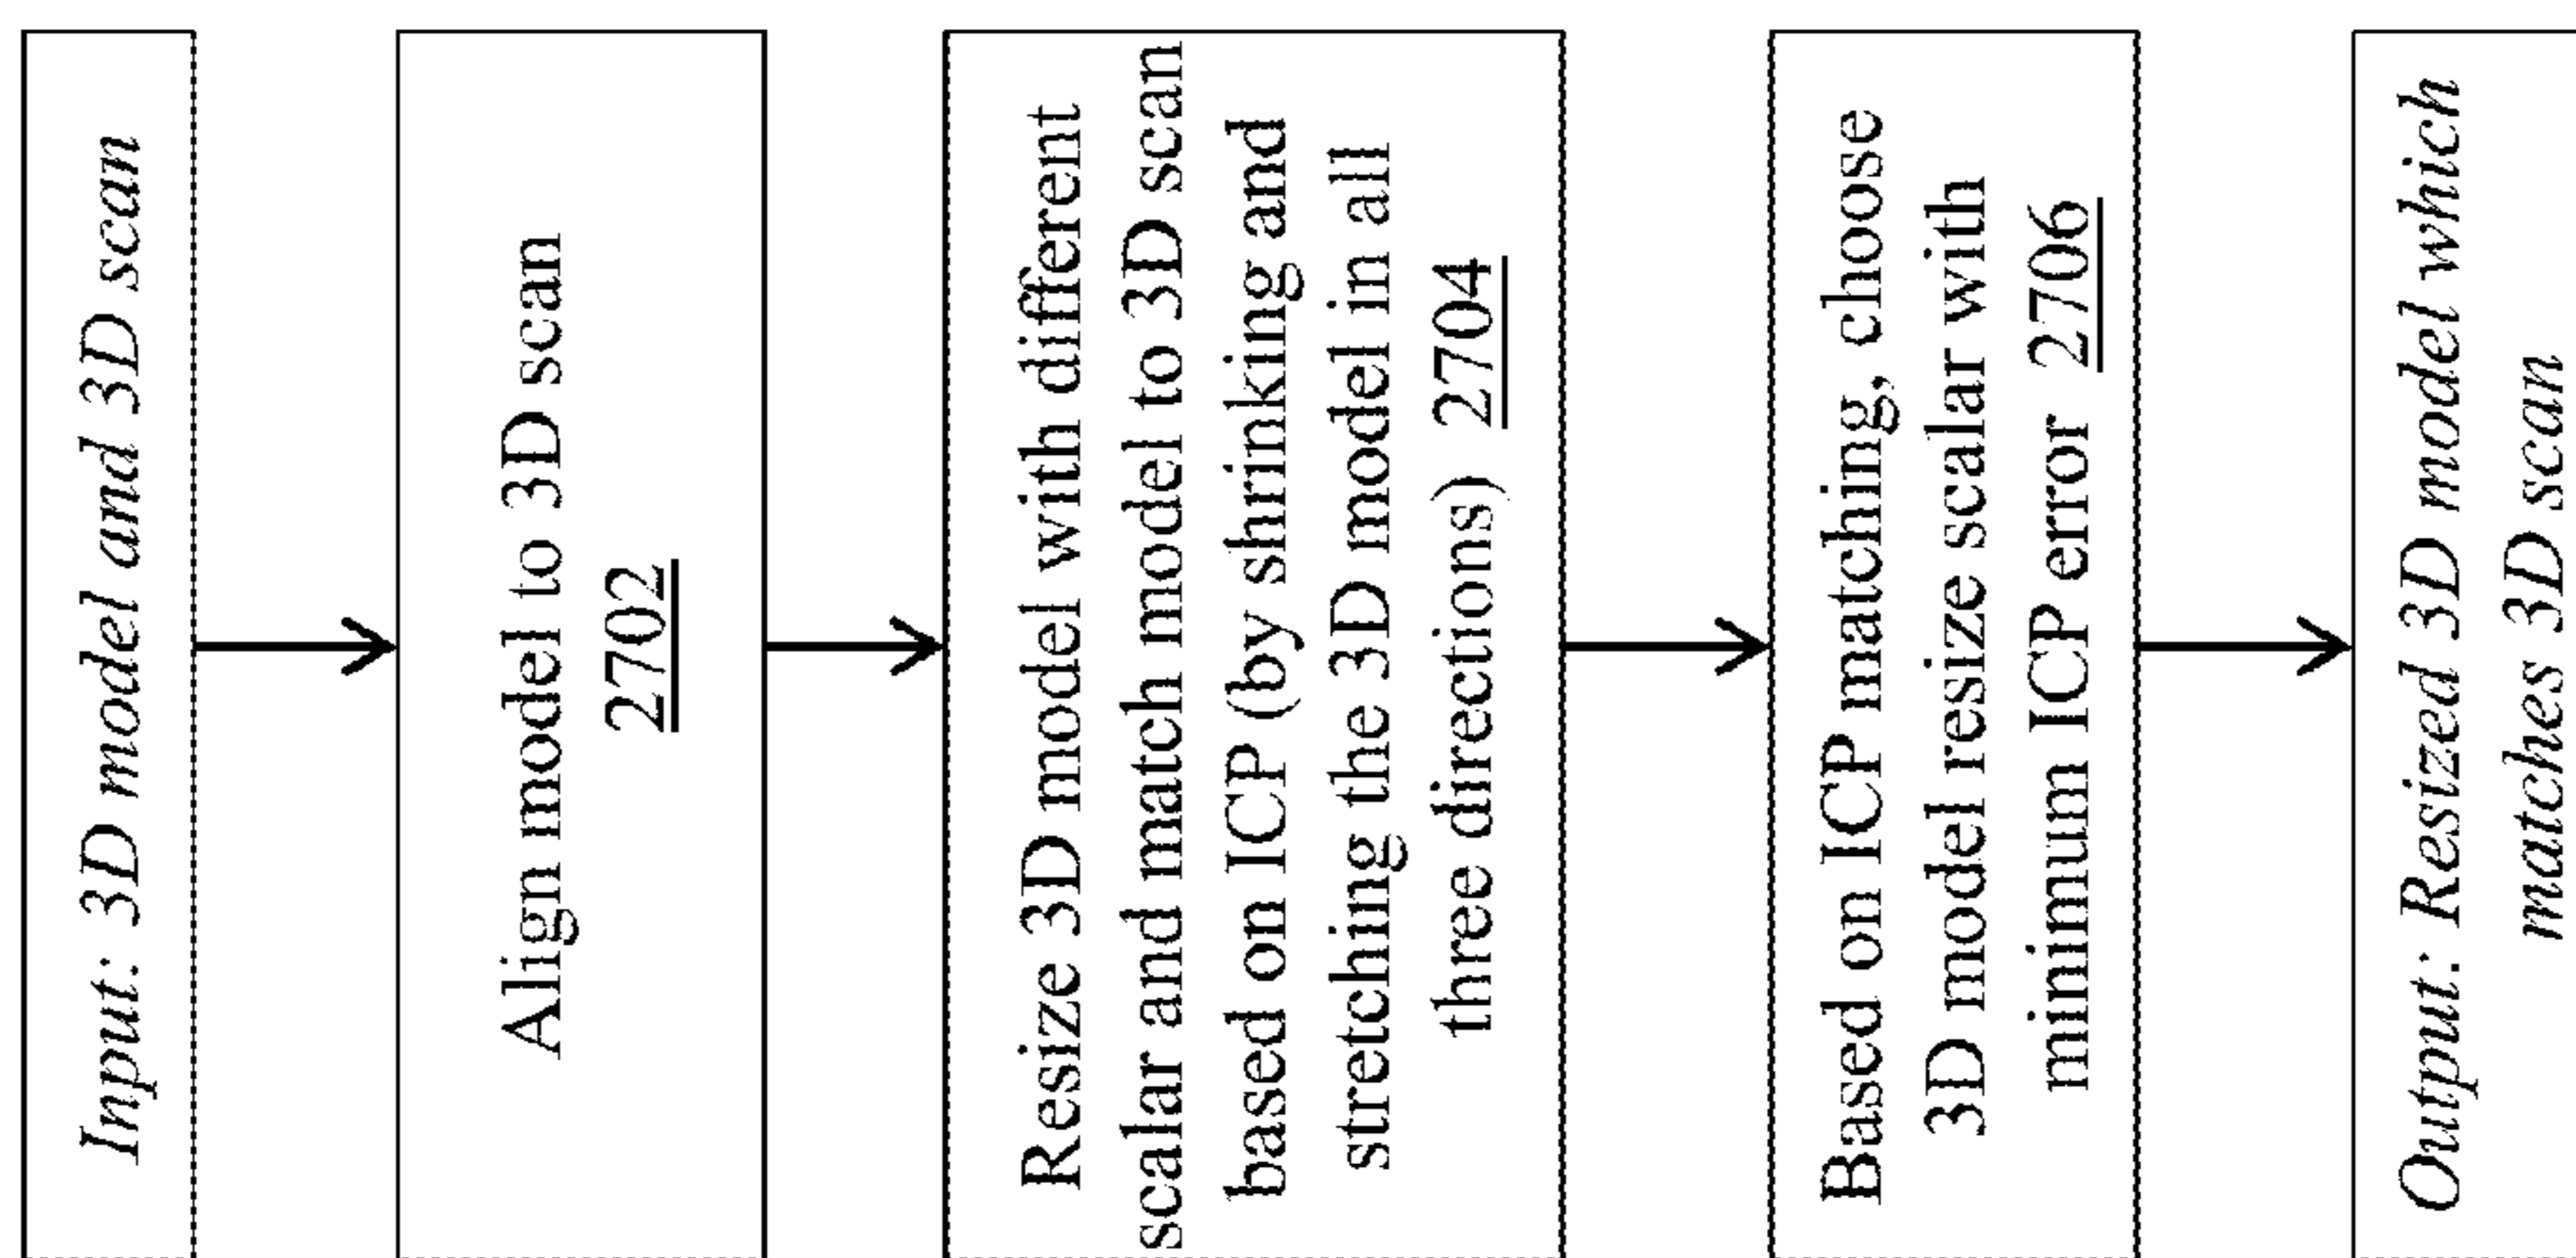 Input: 3D model and 3D scan
Align model to 3D scan
2702
Resize 3D model with different
scalar and match model to 3D scan
based on ICP (by shrinking and
stretching the 3D model in all
three directions) 2704
Based on ICP matching, choose
3D model resize scalar with
minimum ICP error 2706
Output: Resized 3D model which
matches 3D scan